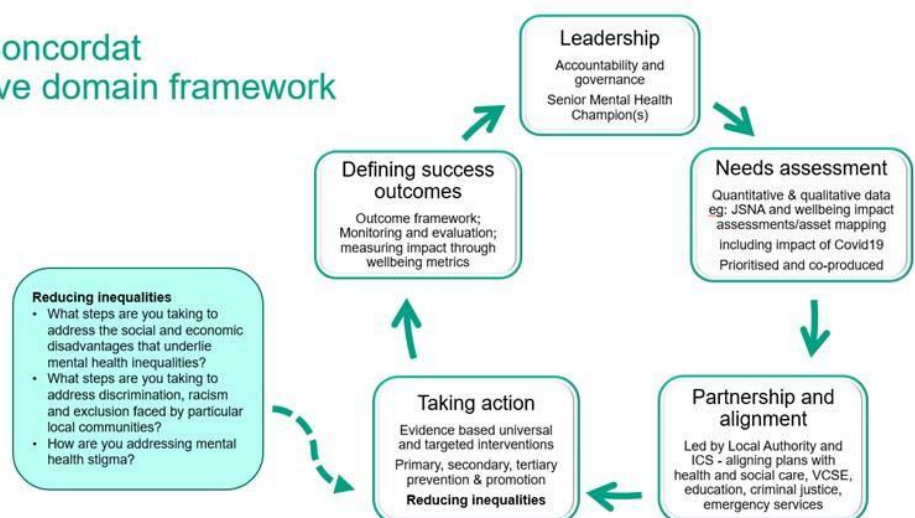 oncordat
ve domain framework
Leadership
Accountability and
governance
Senior Mental Health
Champion(s)
Needs assessment
Quantitative & qualitative data
eg: JSNA and wellbeing impact
assessments/asset mapping
including impact of Covid19
Prioritised and co-produced
Partnership and
alignment
Led by Local Authority and
ICS - aligning plans with
health and social care, VCSE,
education, criminal justice,
emergency services
Taking action
Evidence based universal
and targeted interventions
Primary, secondary, tertiary
prevention & promotion
Reducing inequalities
Defining success
outcomes
Outcome framework;
Monitoring and evaluation;
measuring impact through
wellbeing metrics
Reducing inequalities
• What steps are you taking to
address the social and economic
disadvantages that underlie
mental health inequalities?
• What steps are you taking to
address discrimination, racism
and exclusion faced by particular
local communities?
• How are you addressing mental
health stigma?